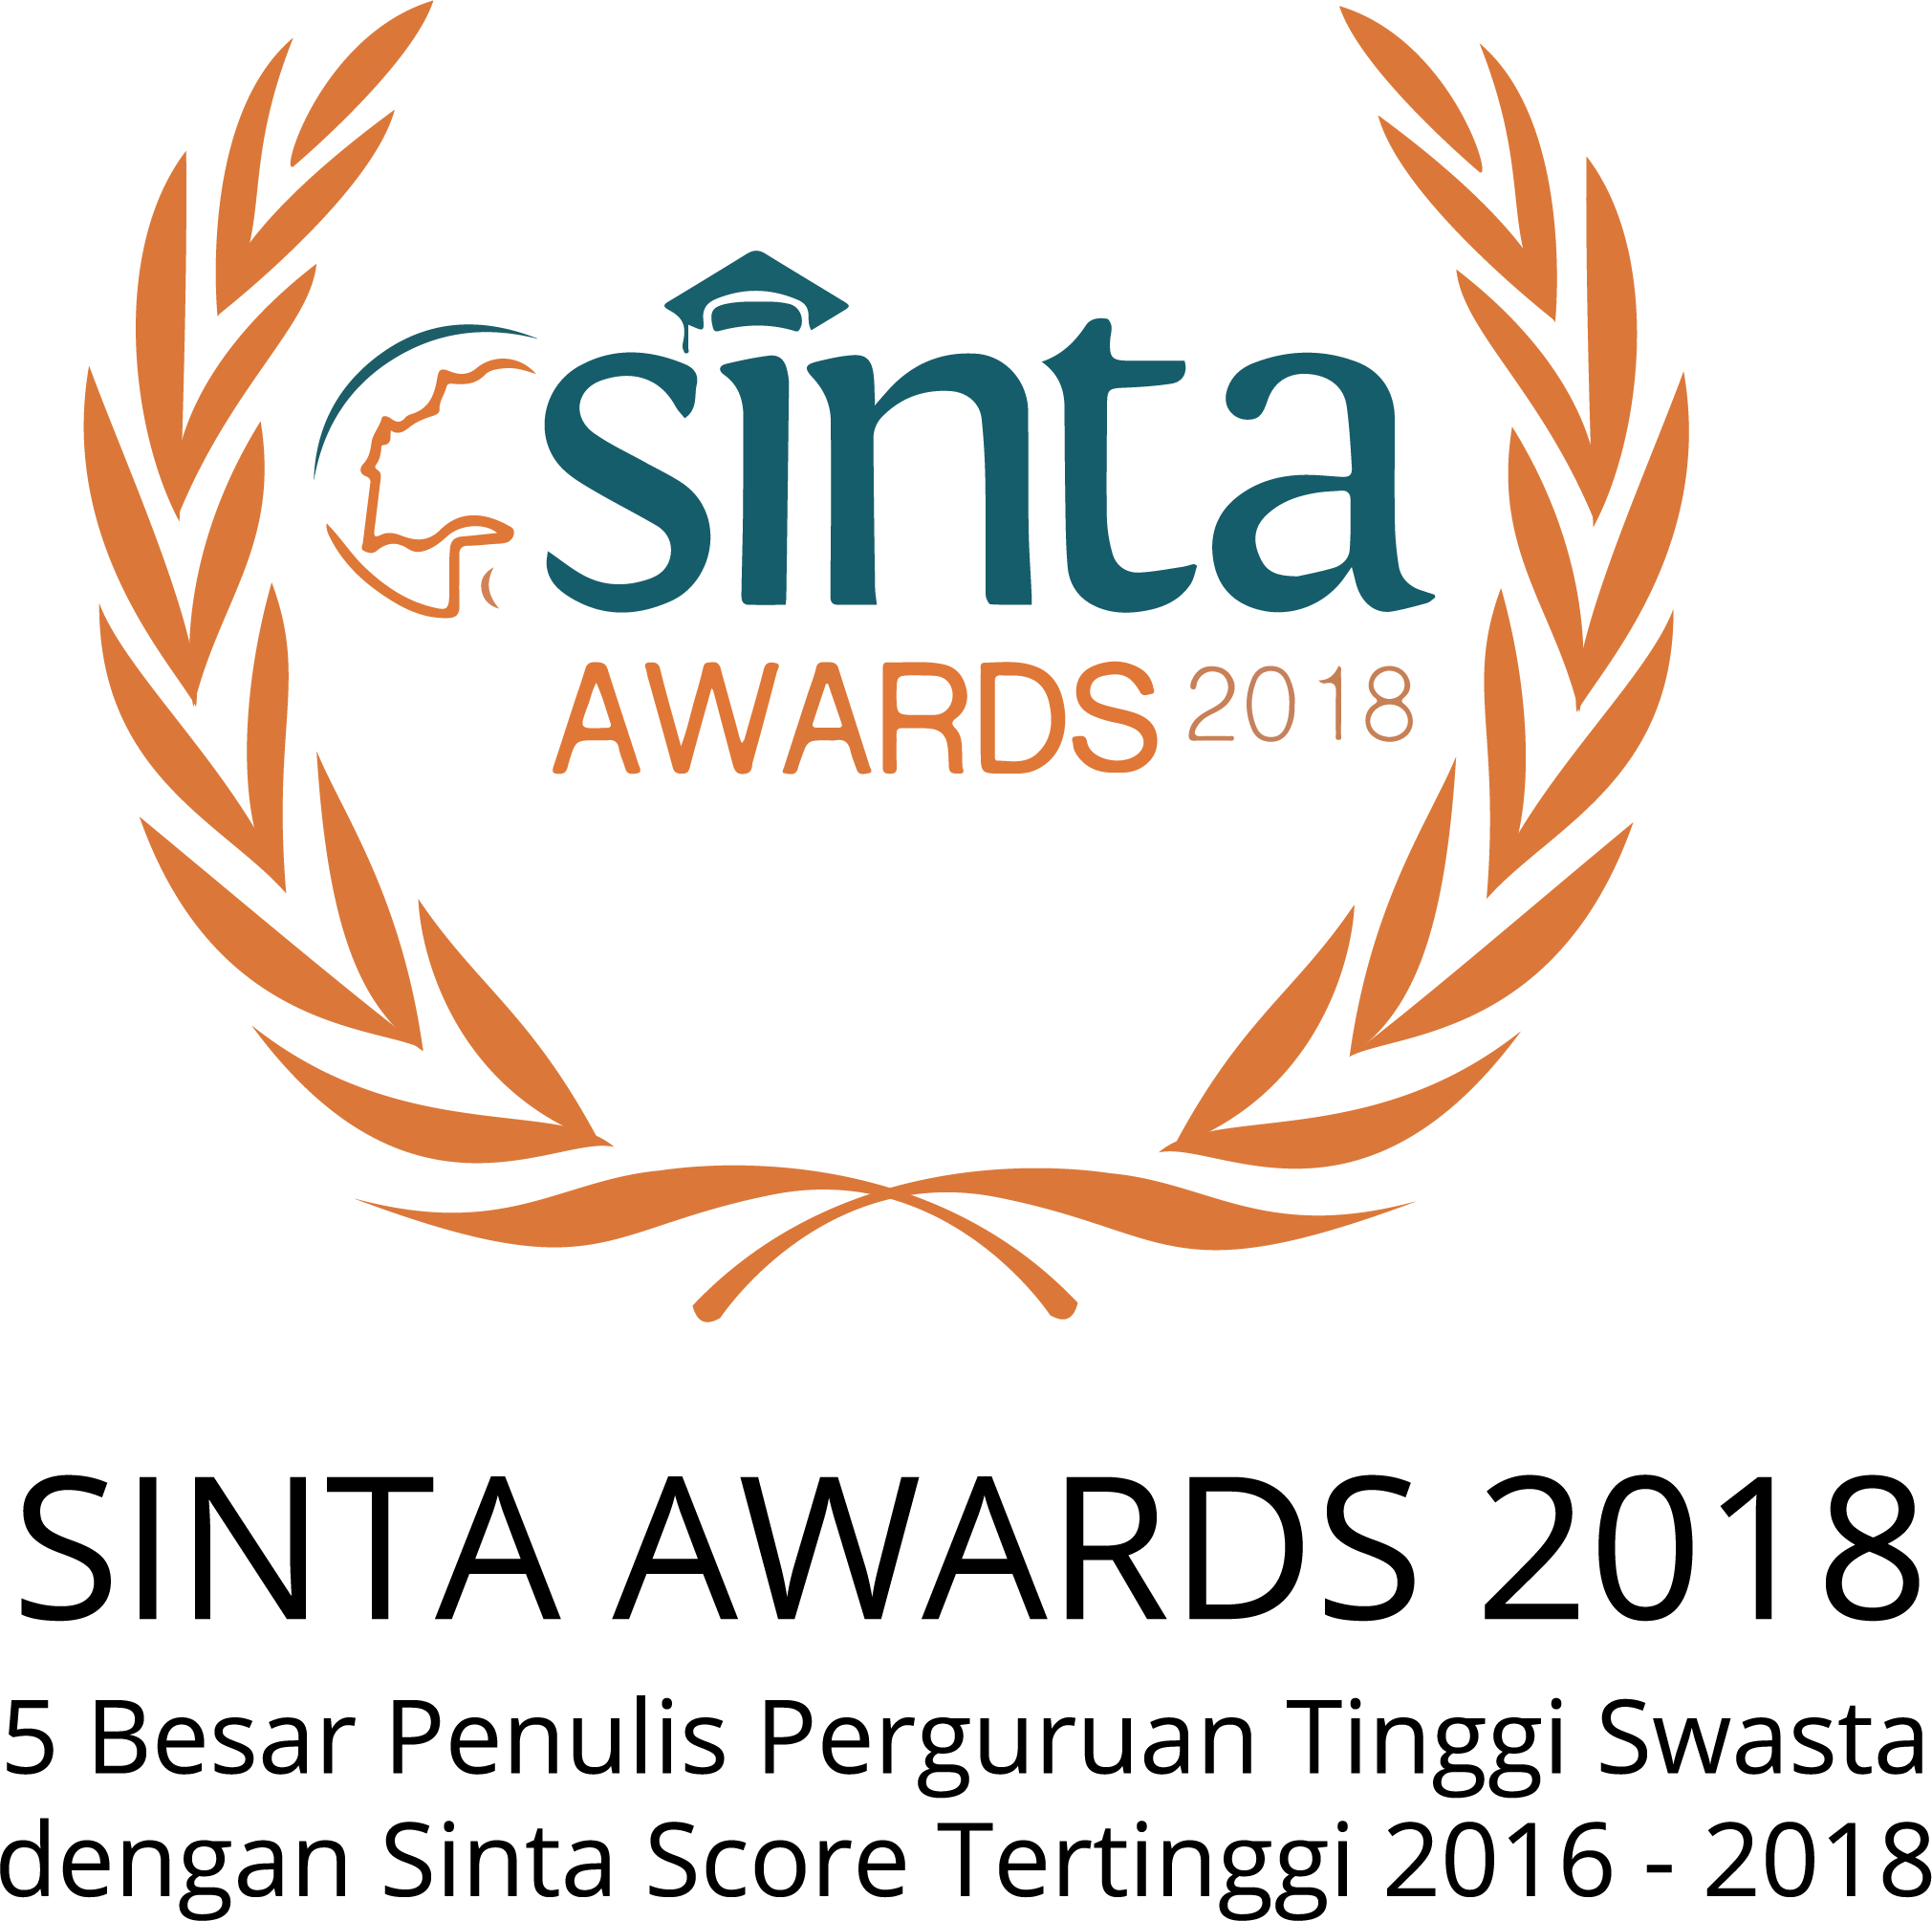 sinta
AWARDS 2018
SINTA AWARDS 2018
5 Besar Penulis Perguruan Tinggi Swasta
dengan Sinta Score Tertinggi 2016 - 2018